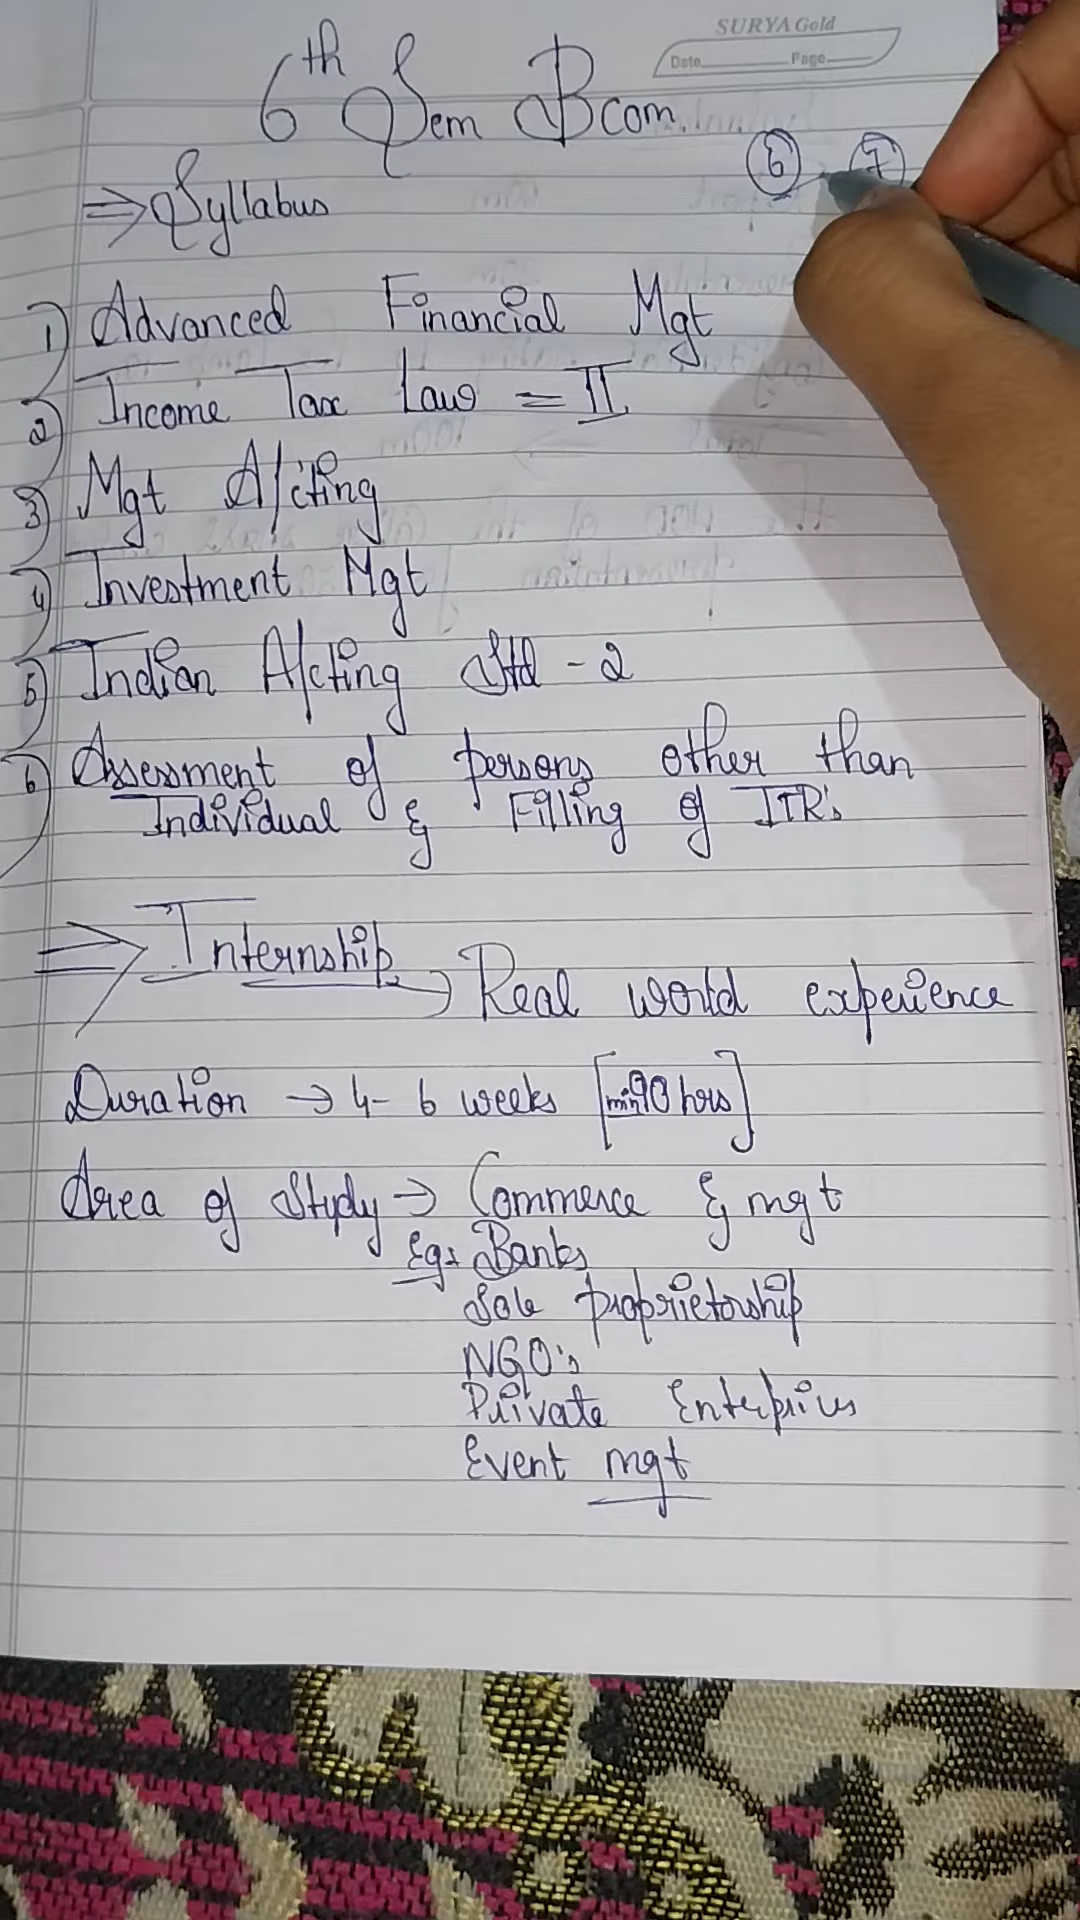 SURYA Gold
Date Page
6th Sem Bcom
6 7
⇒ Syllabus
1) Advanced Financial Mgt
2) Income Tax Law = II
3) Mgt A/cting
4) Investment Mgt
5) Indian A/cting Std - 2
6) Assessment of persons other than
Individual & Filling of ITR's
⇒ Internship → Real world experience
Duration → 4 - 6 weeks [min 90 hrs]
Area of Study → Commerce & mgt
Eg: Banks
Sole proprietorship
NGO's
Private Enterprises
Event mgt